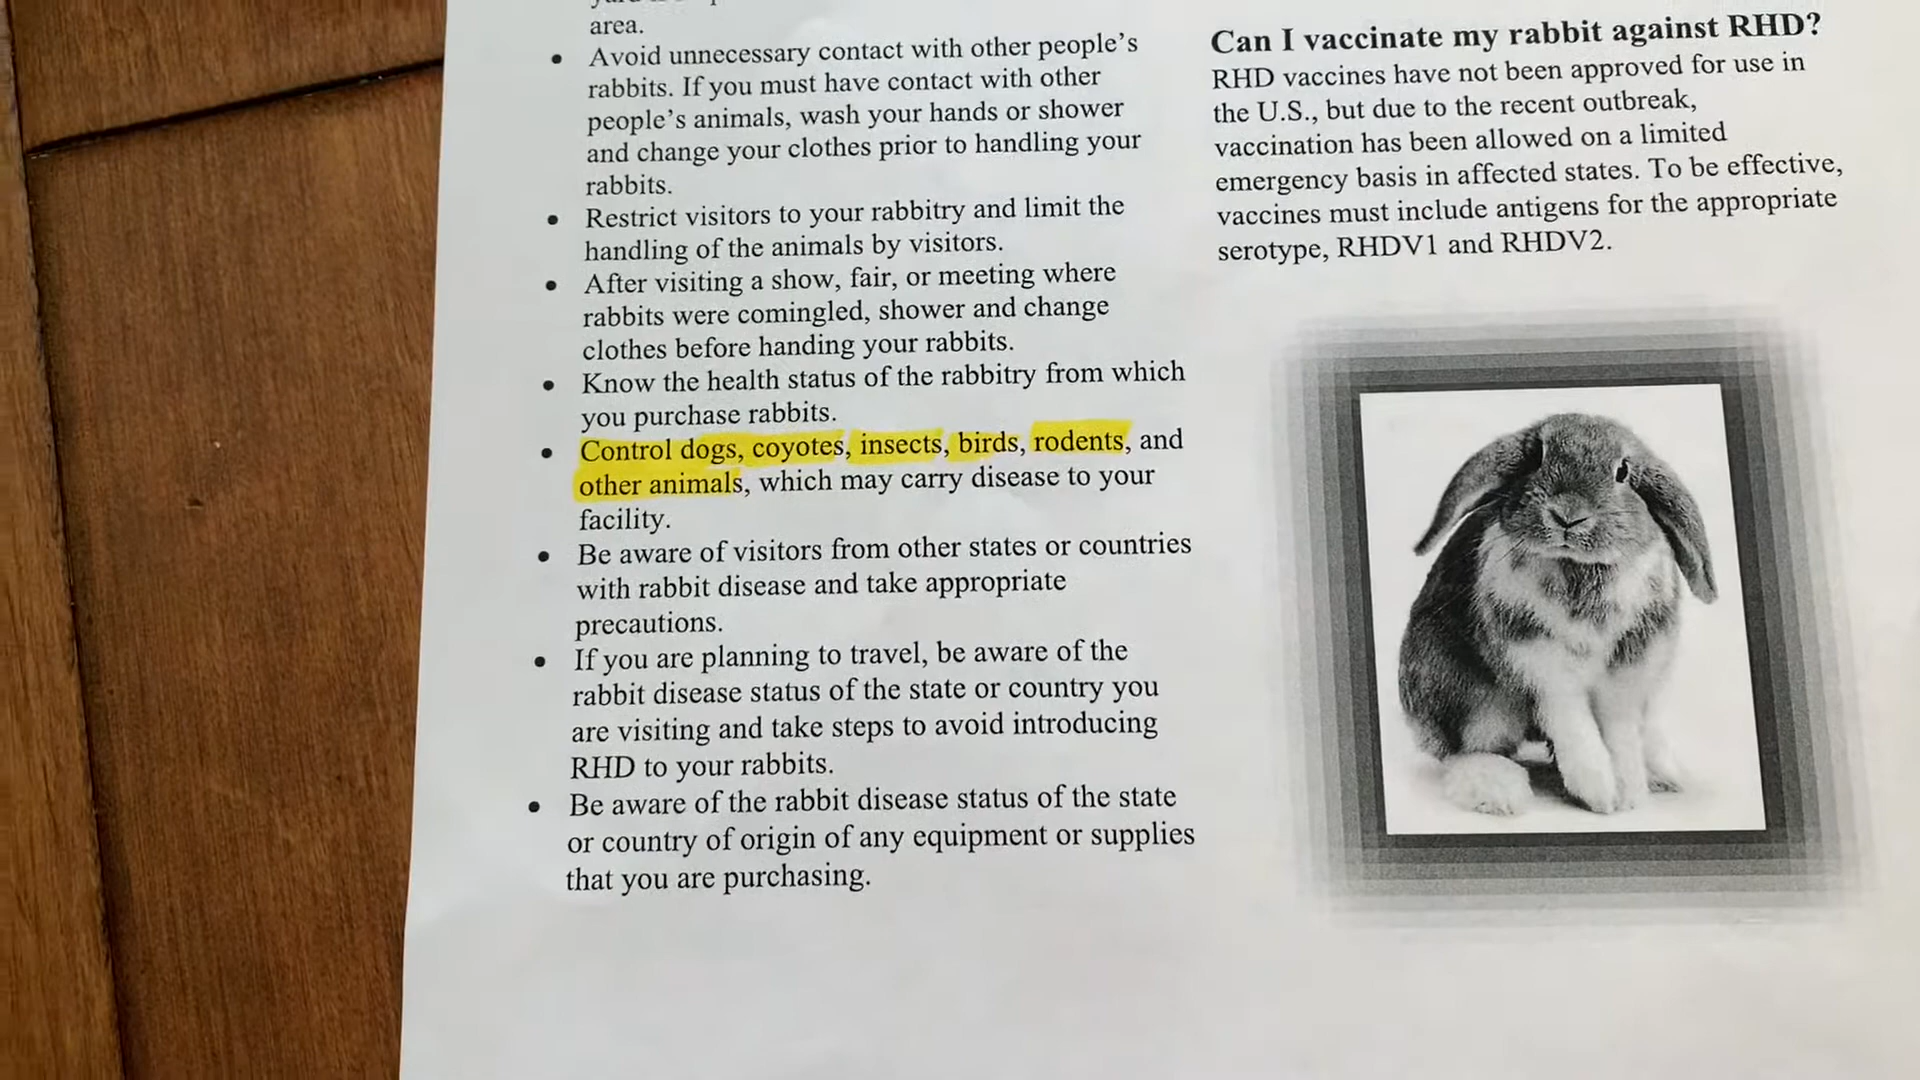 area.
• Avoid unnecessary contact with other people's
rabbits. If you must have contact with other
people's animals, wash your hands or shower
and change your clothes prior to handling your
rabbits.
• Restrict visitors to your rabbitry and limit the
handling of the animals by visitors.
• After visiting a show, fair, or meeting where
rabbits were comingled, shower and change
clothes before handing your rabbits.
• Know the health status of the rabbitry from which
you purchase rabbits.
• Control dogs, coyotes, insects, birds, rodents, and
other animals, which may carry disease to your
facility.
• Be aware of visitors from other states or countries
with rabbit disease and take appropriate
precautions.
• If you are planning to travel, be aware of the
rabbit disease status of the state or country you
are visiting and take steps to avoid introducing
RHD to your rabbits.
• Be aware of the rabbit disease status of the state
or country of origin of any equipment or supplies
that you are purchasing.
Can I vaccinate my rabbit against RHD?
RHD vaccines have not been approved for use in
the U.S., but due to the recent outbreak,
vaccination has been allowed on a limited
emergency basis in affected states. To be effective,
vaccines must include antigens for the appropriate
serotype, RHDV1 and RHDV2.